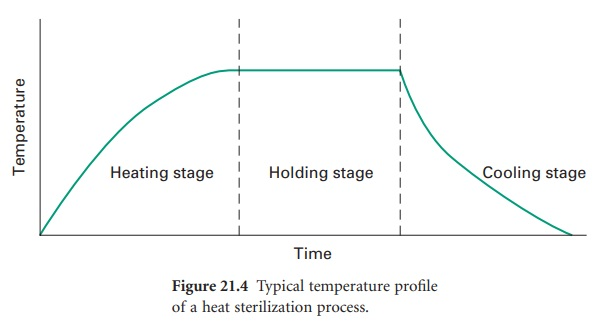 Temperature
Heating stage
Holding stage
Cooling stage
Time
Figure 21.4 Typical temperature profile
of a heat sterilization process.